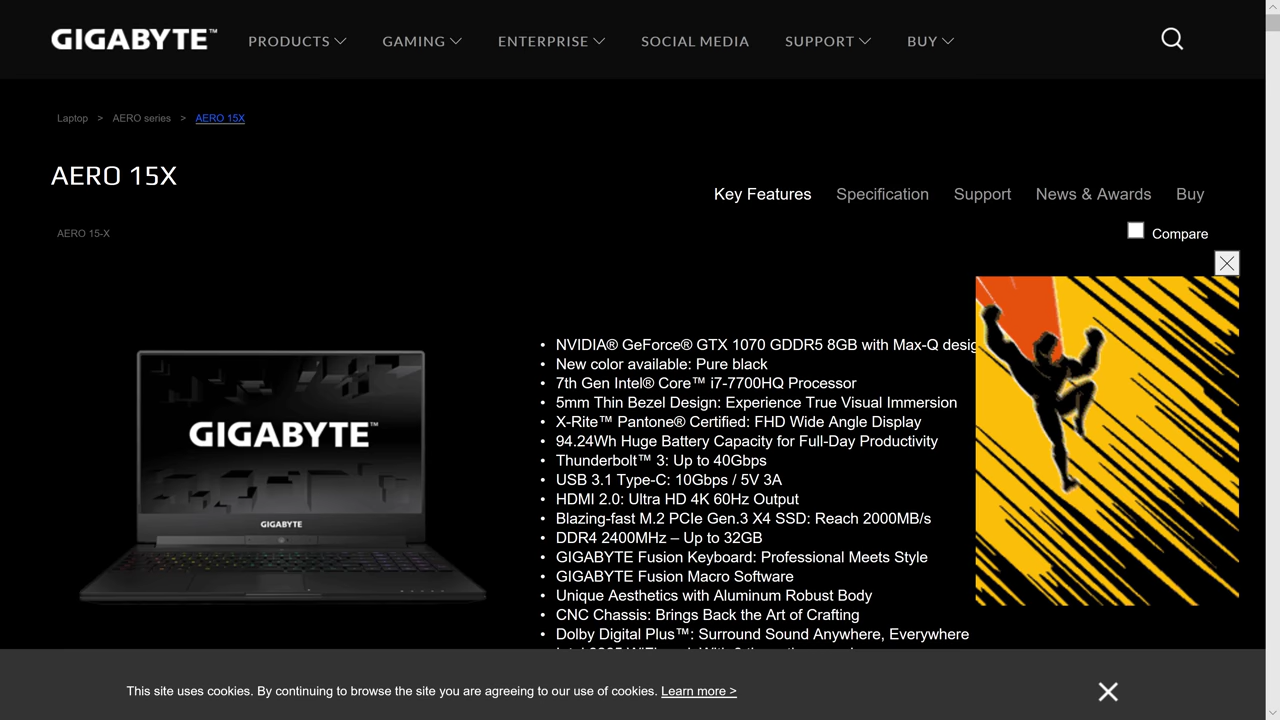 GIGABYTE™ PRODUCTS GAMING ENTERPRISE SOCIAL MEDIA SUPPORT BUY
Laptop > AERO series > AERO 15X
AERO 15X
Key Features Specification Support News & Awards Buy
AERO 15-X
Compare
GIGABYTE™
GIGABYTE
• NVIDIA® GeForce® GTX 1070 GDDR5 8GB with Max-Q desig
• New color available: Pure black
• 7th Gen Intel® Core™ i7-7700HQ Processor
• 5mm Thin Bezel Design: Experience True Visual Immersion
• X-Rite™ Pantone® Certified: FHD Wide Angle Display
• 94.24Wh Huge Battery Capacity for Full-Day Productivity
• Thunderbolt™ 3: Up to 40Gbps
• USB 3.1 Type-C: 10Gbps / 5V 3A
• HDMI 2.0: Ultra HD 4K 60Hz Output
• Blazing-fast M.2 PCIe Gen.3 X4 SSD: Reach 2000MB/s
• DDR4 2400MHz – Up to 32GB
• GIGABYTE Fusion Keyboard: Professional Meets Style
• GIGABYTE Fusion Macro Software
• Unique Aesthetics with Aluminum Robust Body
• CNC Chassis: Brings Back the Art of Crafting
• Dolby Digital Plus™: Surround Sound Anywhere, Everywhere
This site uses cookies. By continuing to browse the site you are agreeing to our use of cookies. Learn more >